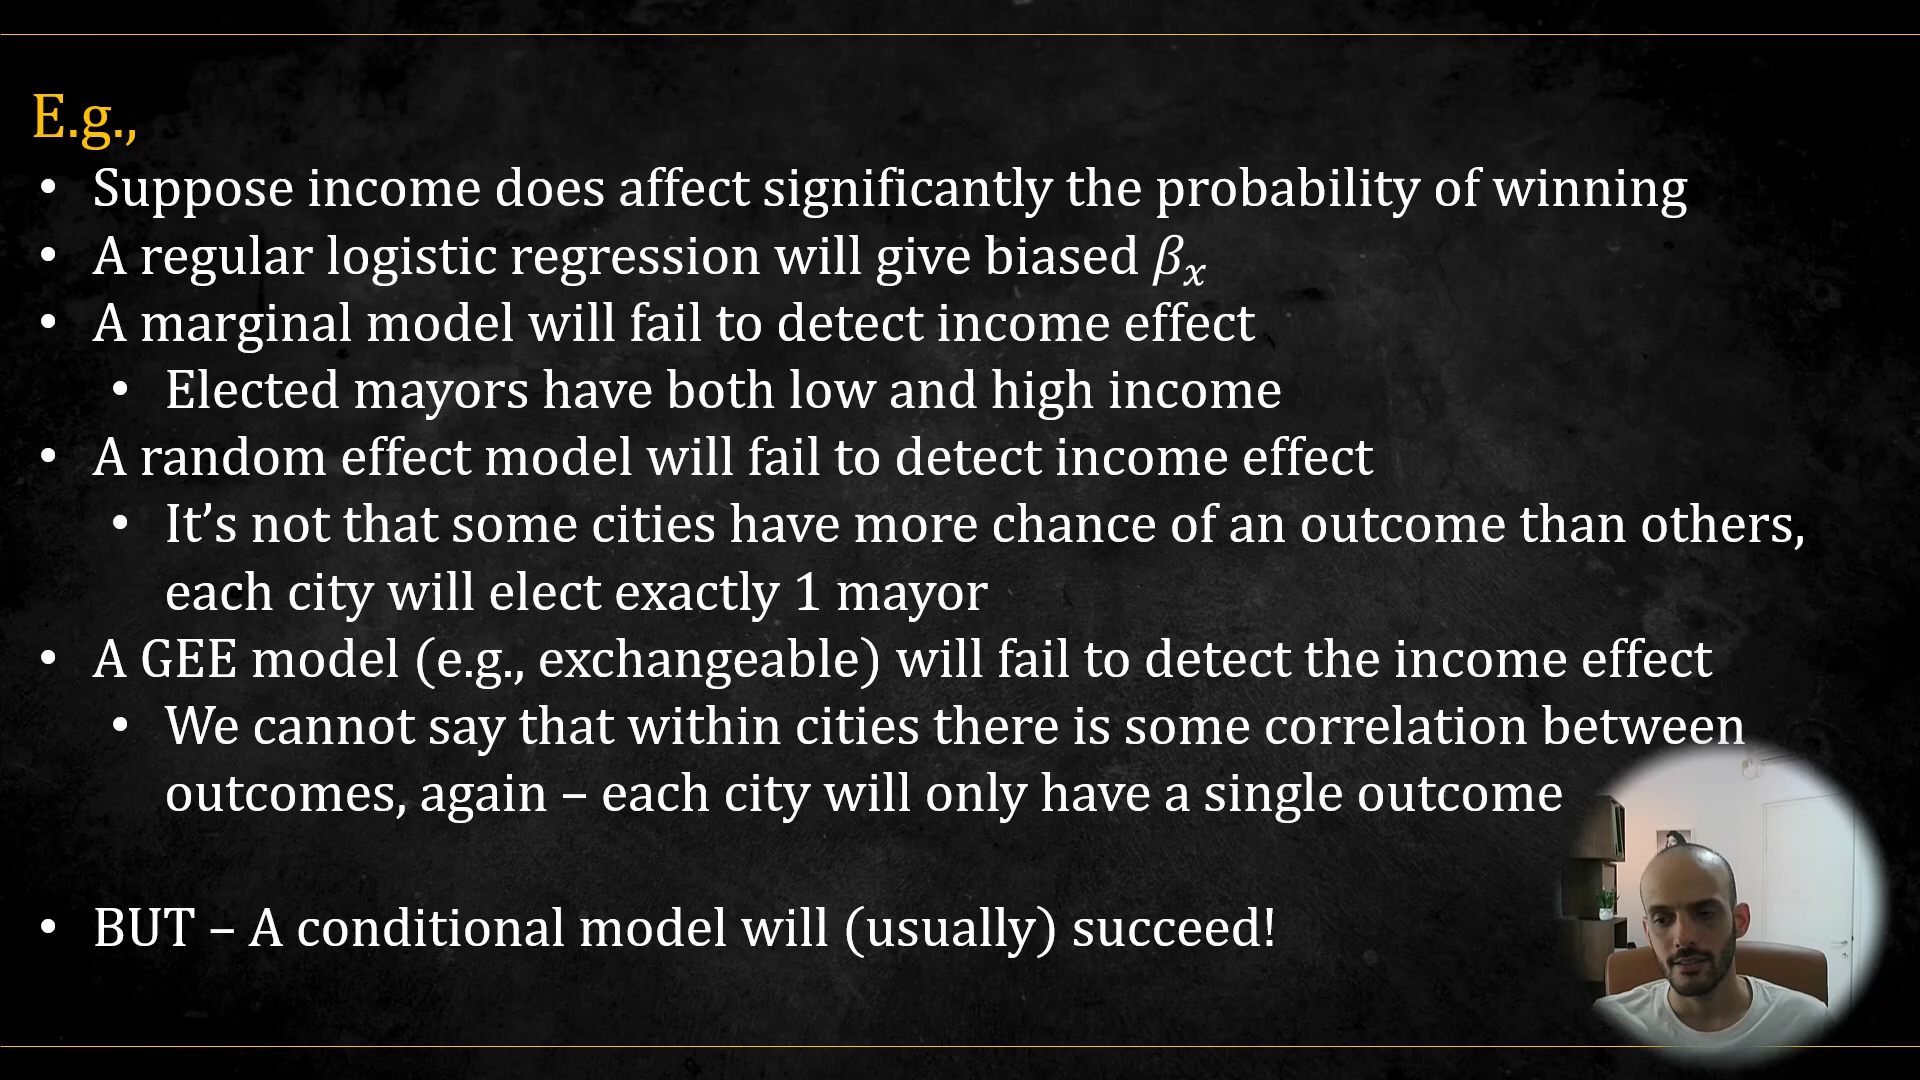 E.g.,
• Suppose income does affect significantly the probability of winning
• A regular logistic regression will give biased βₓ
• A marginal model will fail to detect income effect
• Elected mayors have both low and high income
• A random effect model will fail to detect income effect
• It’s not that some cities have more chance of an outcome than others,
each city will elect exactly 1 mayor
• A GEE model (e.g., exchangeable) will fail to detect the income effect
• We cannot say that within cities there is some correlation between
outcomes, again – each city will only have a single outcome
• BUT – A conditional model will (usually) succeed!